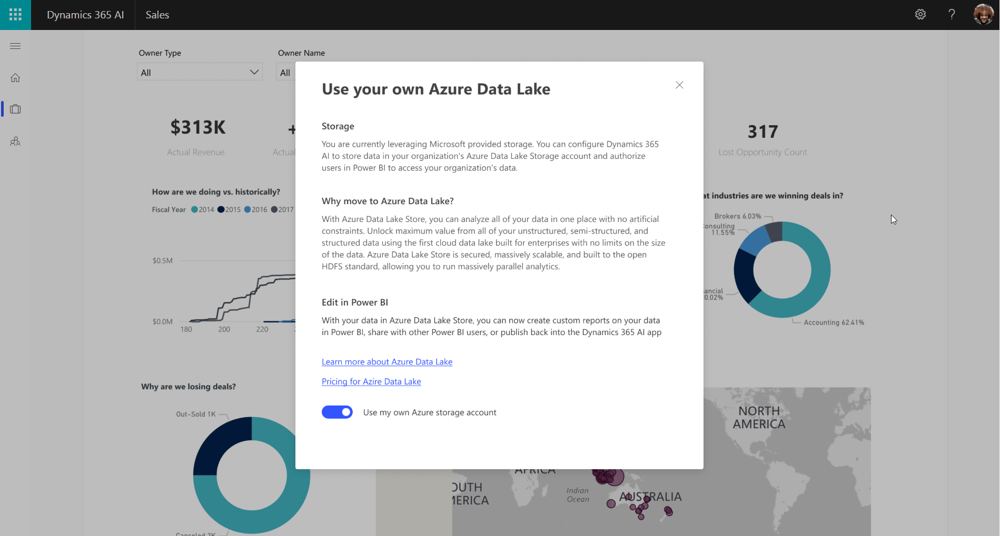 Dynamics 365 AI
Sales
?
Owner Type
Owner Name
All
All
$313K
Actual Revenue
+
Actual
317
Lost Opportunity Count
How are we doing vs. historically?
Fiscal Year 2014 2015 2016 2017
$0.5M
$0.0M
180 200 220
Use your own Azure Data Lake
Storage
You are currently leveraging Microsoft provided storage. You can configure Dynamics 365
AI to store data in your organization's Azure Data Lake Storage account and authorize
users in Power BI to access your organization's data.
Why move to Azure Data Lake?
With Azure Data Lake Store, you can analyze all of your data in one place with no artificial
constraints. Unlock maximum value from all of your unstructured, semi-structured, and
structured data using the first cloud data lake built for enterprises with no limits on the size
of the data. Azure Data Lake Store is secured, massively scalable, and built to the open
HDFS standard, allowing you to run massively parallel analytics.
Edit in Power BI
With your data in Azure Data Lake Store, you can now create custom reports on your data
in Power BI, share with other Power BI users, or publish back into the Dynamics 365 AI app
Learn more about Azure Data Lake
Pricing for Azire Data Lake
Use my own Azure storage account
at industries are we winning deals in?
Brokers 6.03%
onsulting
11.55%
ancial
0.02%
Accounting 62.41%
Why are we losing deals?
Out-Sold 1K
Canceled 2K
NORTH
AMERICA
AFRICA
OUTH
MERICA
Indian
Ocean
AUSTRALIA